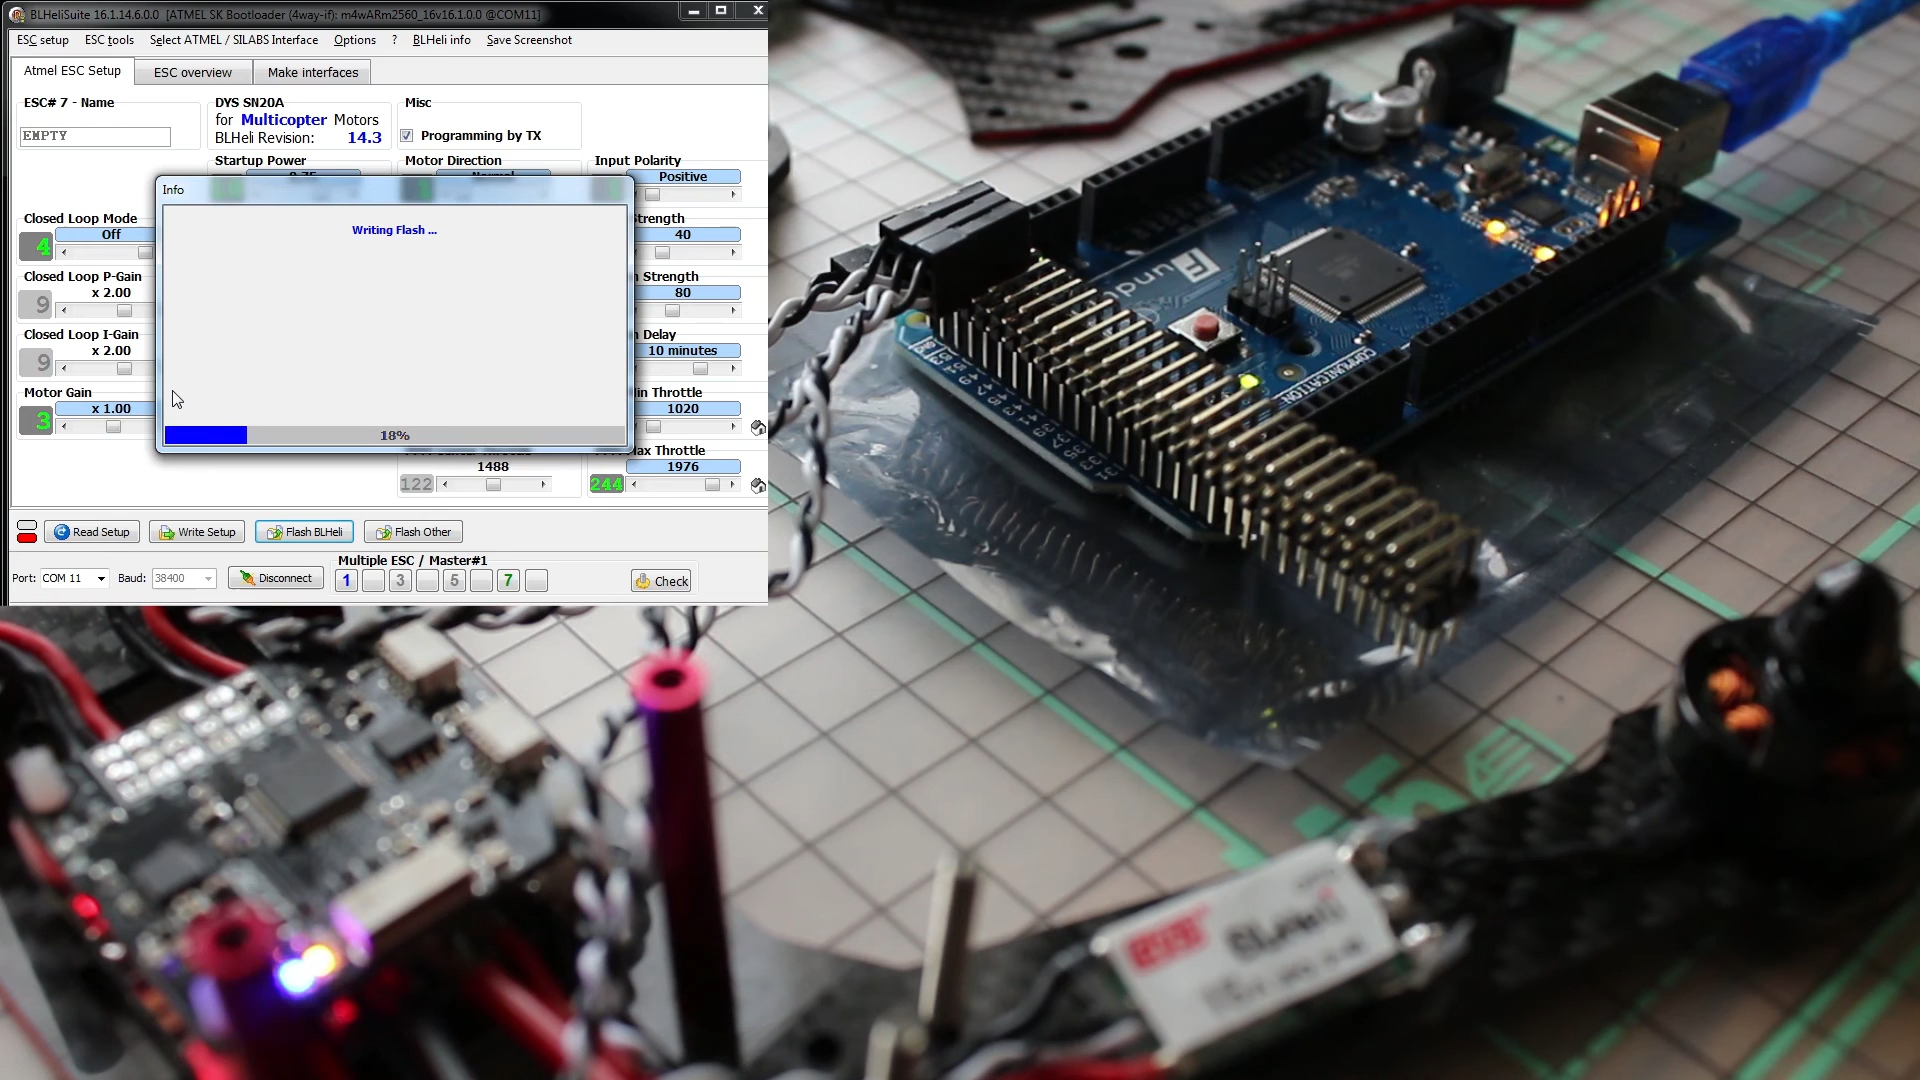 BLHeliSuite 16.1.14.6.0.0 [ATMEL SK Bootloader (4way-if): m4wARm2560_16v16.1.0.0 @COM11]
ESC setup ESC tools Select ATMEL / SILABS Interface Options ? BLHeli info Save Screenshot
Atmel ESC Setup ESC overview Make interfaces
ESC# 7 - Name
EMPTY
DYS SN20A
for Multicopter Motors
BLHeli Revision: 14.3
Misc
Programming by TX
Startup Power
Motor Direction
Input Polarity
Positive
Info
Writing Flash ...
18%
Closed Loop Mode
Off
4
Closed Loop P-Gain
x 2.00
9
Closed Loop I-Gain
x 2.00
9
Motor Gain
x 1.00
3
Strength
40
Strength
80
Delay
10 minutes
Throttle
1020
1488
122
Throttle
1976
244
Read Setup Write Setup Flash BLHeli Flash Other
Port: COM 11 Baud: 38400 Disconnect
Multiple ESC / Master#1
1 3 5 7
Check
COMMUNICATION
BLHeli